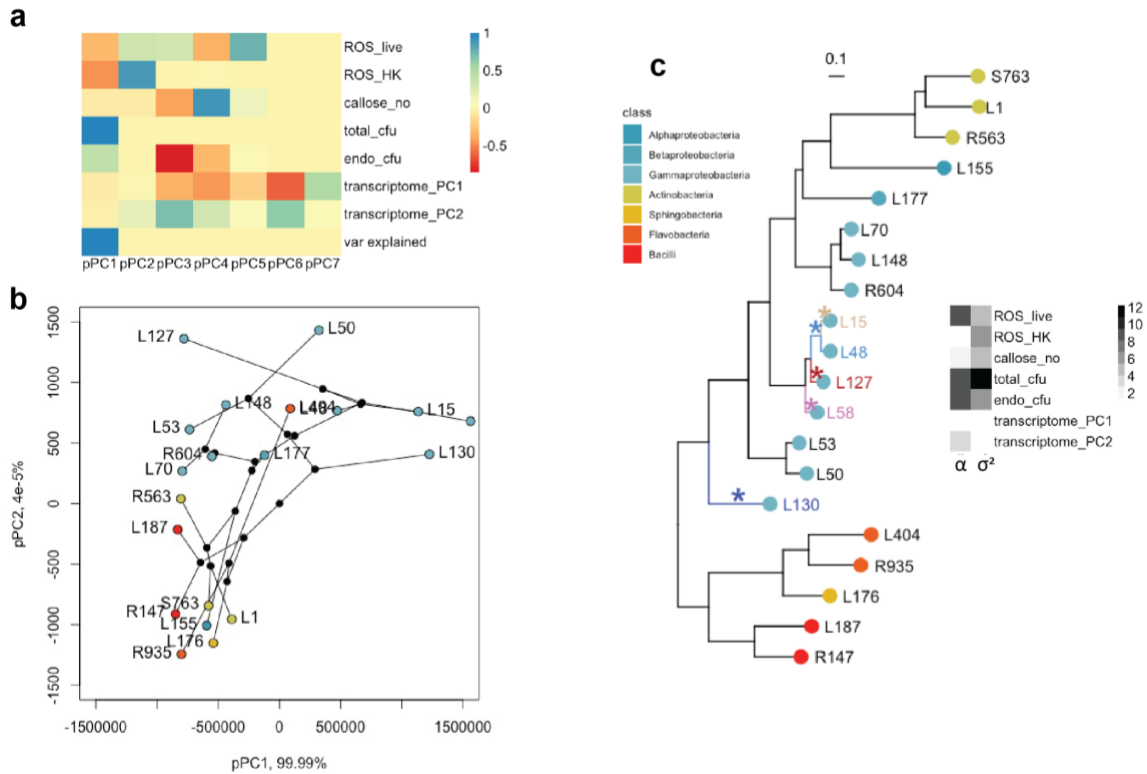 a
1
0.5
0
-0.5
ROS_live
ROS_HK
callose_no
total_cfu
endo_cfu
transcriptome_PC1
transcriptome_PC2
var explained
pPC1 pPC2 pPC3 pPC4 pPC5 pPC6 pPC7
b
pPC2, 4e-5%
1500
1000
500
0
-500
-1000
-1500
L127
L50
L148
L404
L15
L53
R604
L177
L130
L70
R563
L187
S763
R147
L1
L155
L176
R935
-1500000
-500000
0
500000
1500000
pPC1, 99.99%
c
0.1
class
Alphaproteobacteria
Betaproteobacteria
Gammaproteobacteria
Actinobacteria
Sphingobacteria
Flavobacteria
Bacilli
S763
L1
R563
L155
L177
L70
L148
R604
* L15
* L48
* L127
* L58
L53
L50
* L130
L404
R935
L176
L187
R147
ROS_live
ROS_HK
callose_no
total_cfu
endo_cfu
transcriptome_PC1
transcriptome_PC2
α σ²
12
10
8
6
4
2